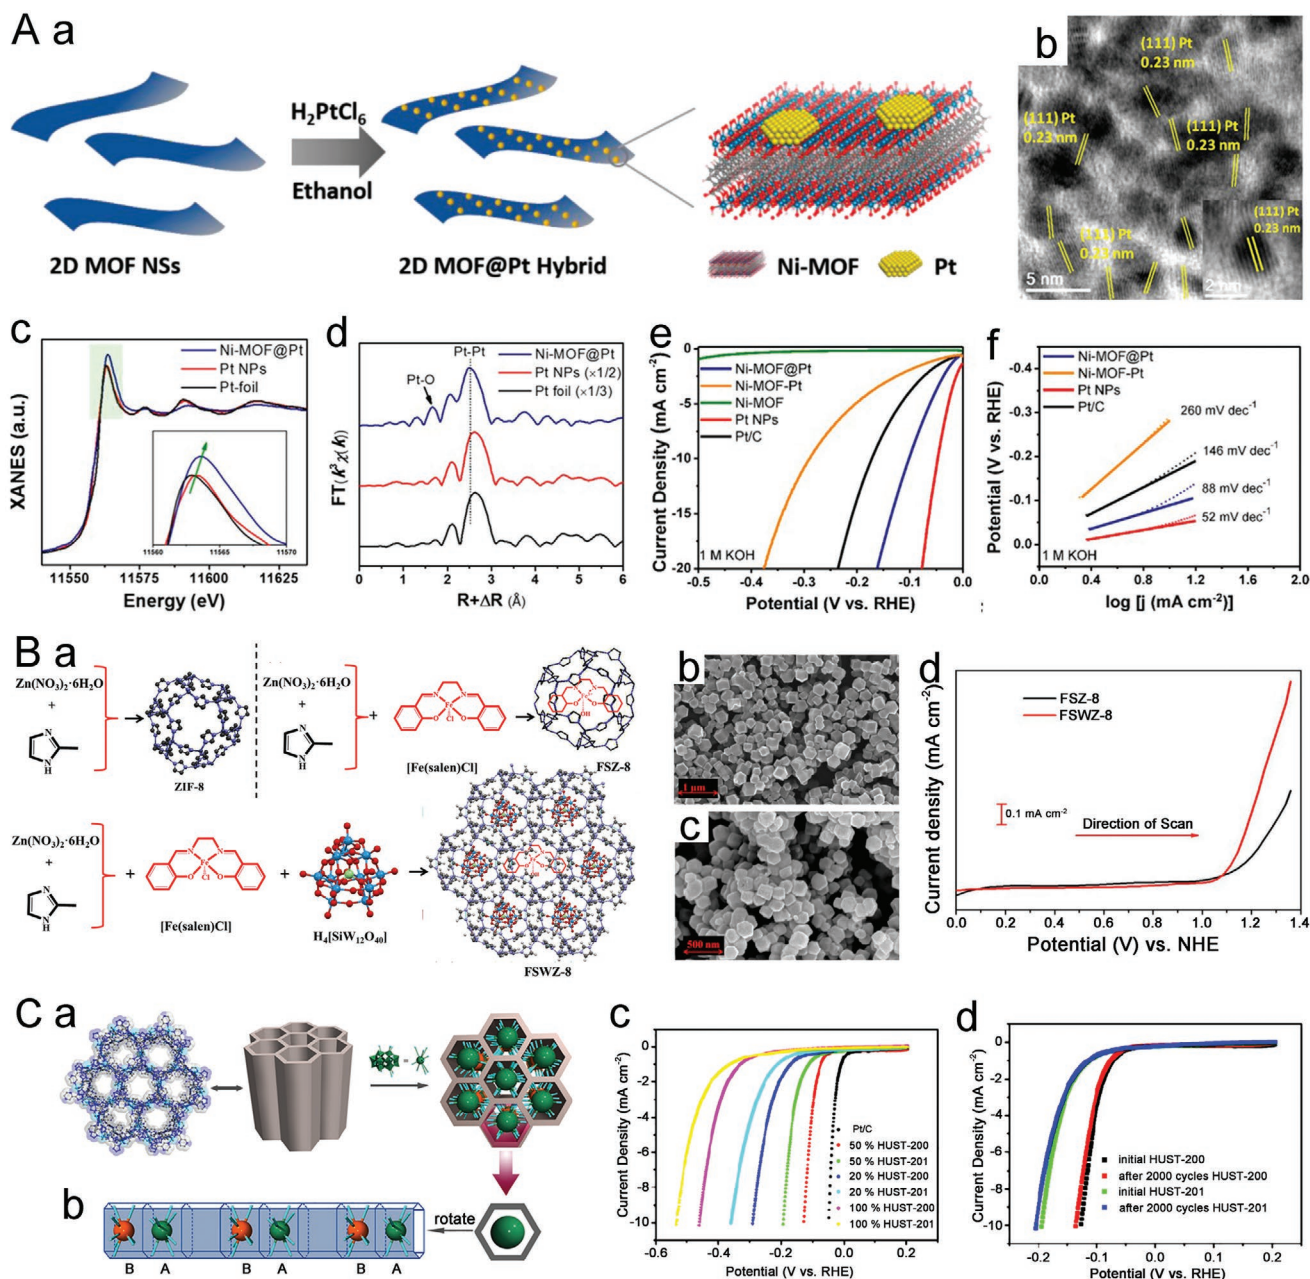 A a
H₂PtCl₆
Ethanol
2D MOF NSs
2D MOF@Pt Hybrid
Ni-MOF
Pt
b
(111) Pt
0.23 nm
(111) Pt
0.23 nm
(111) Pt
0.23 nm
(111) Pt
0.23 nm
(111) Pt
0.23 nm
5 nm
2 nm
c
XANES (a.u.)
Ni-MOF@Pt
Pt NPs
Pt-foil
11560 11565 11570
11550 11575 11600 11625
Energy (eV)
d
FT(k³χ(k))
Pt-Pt
Pt-O
Ni-MOF@Pt
Pt NPs (×1/2)
Pt foil (×1/3)
0 1 2 3 4 5 6
R+ΔR (Å)
e
Current Density (mA cm⁻²)
0
-5
-10
-15
-20
Ni-MOF@Pt
Ni-MOF-Pt
Ni-MOF
Pt NPs
Pt/C
1 M KOH
-0.5 -0.4 -0.3 -0.2 -0.1 0.0
Potential (V vs. RHE)
f
Potential (V vs. RHE)
-0.4
-0.3
-0.2
-0.1
0.0
Ni-MOF@Pt
Ni-MOF-Pt
Pt NPs
Pt/C
260 mV dec⁻¹
146 mV dec⁻¹
88 mV dec⁻¹
52 mV dec⁻¹
1 M KOH
0.0 0.4 0.8 1.2 1.6 2.0
log [j (mA cm⁻²)]
B a
Zn(NO₃)₂·6H₂O
+
N
N
H
ZIF-8
Zn(NO₃)₂·6H₂O
+
N
N
H
+
N N
Fe
O O
Cl
[Fe(salen)Cl]
FSZ-8
Zn(NO₃)₂·6H₂O
+
N
N
H
+
N N
Fe
O O
Cl
[Fe(salen)Cl]
+
H₄[SiW₁₂O₄₀]
FSWZ-8
b
1 µm
c
500 nm
d
Current density (mA cm⁻²)
FSZ-8
FSWZ-8
0.1 mA cm⁻²
Direction of Scan
0.0 0.2 0.4 0.6 0.8 1.0 1.2 1.4
Potential (V) vs. NHE
C a
=
b
rotate
B A B A B A
c
Current Density (mA cm⁻²)
0
-2
-4
-6
-8
-10
Pt/C
50 % HUST-200
50 % HUST-201
20 % HUST-200
20 % HUST-201
100 % HUST-200
100 % HUST-201
-0.6 -0.4 -0.2 0.0 0.2
Potential (V vs. RHE)
d
Current Density (mA cm⁻²)
0
-2
-4
-6
-8
-10
initial HUST-200
after 2000 cycles HUST-200
initial HUST-201
after 2000 cycles HUST-201
-0.2 -0.1 0.0 0.1 0.2
Potential (V vs. RHE)